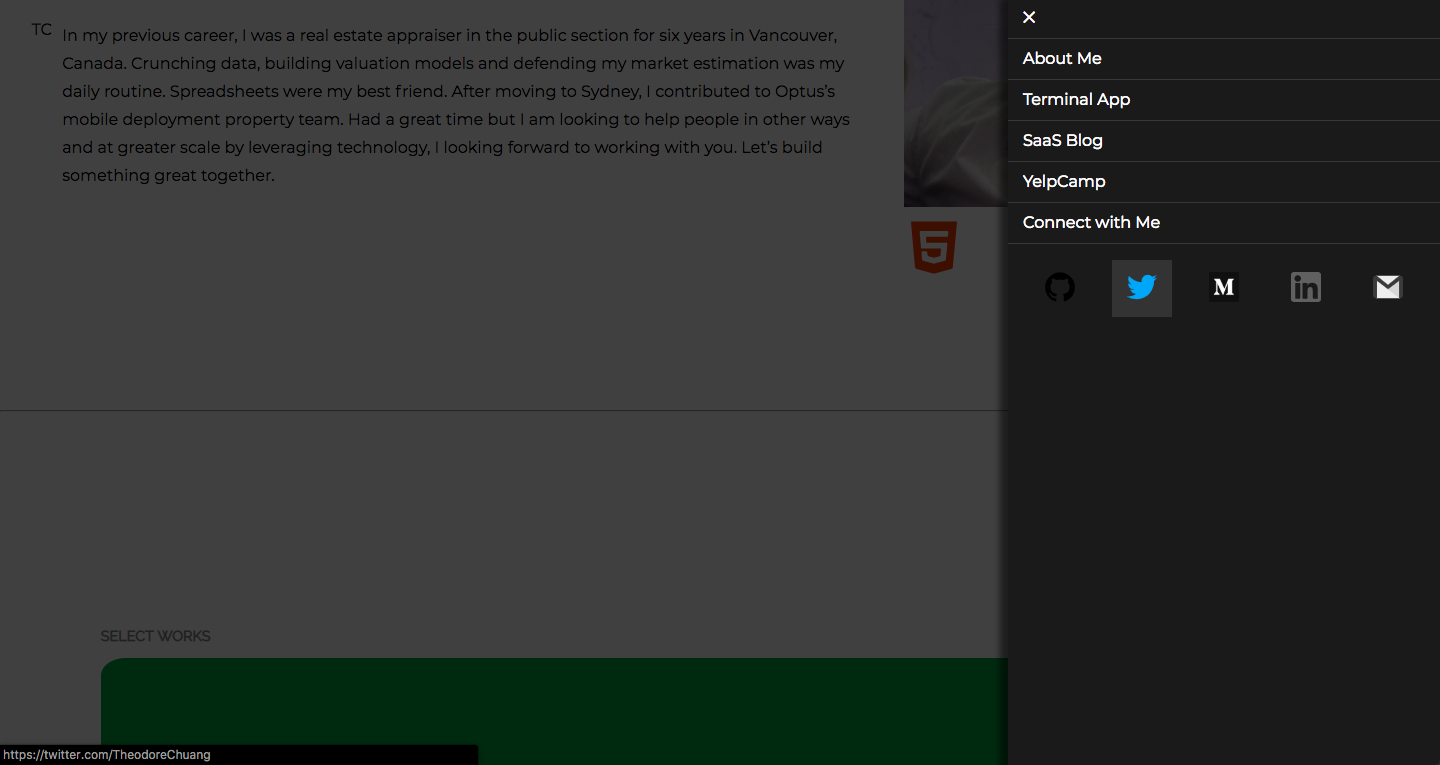 TC
In my previous career, I was a real estate appraiser in the public section for six years in Vancouver,
Canada. Crunching data, building valuation models and defending my market estimation was my
daily routine. Spreadsheets were my best friend. After moving to Sydney, I contributed to Optus’s
mobile deployment property team. Had a great time but I am looking to help people in other ways
and at greater scale by leveraging technology, I looking forward to working with you. Let’s build
something great together.
5
SELECT WORKS
https://twitter.com/TheodoreChuang
×
About Me
Terminal App
SaaS Blog
YelpCamp
Connect with Me
M
in